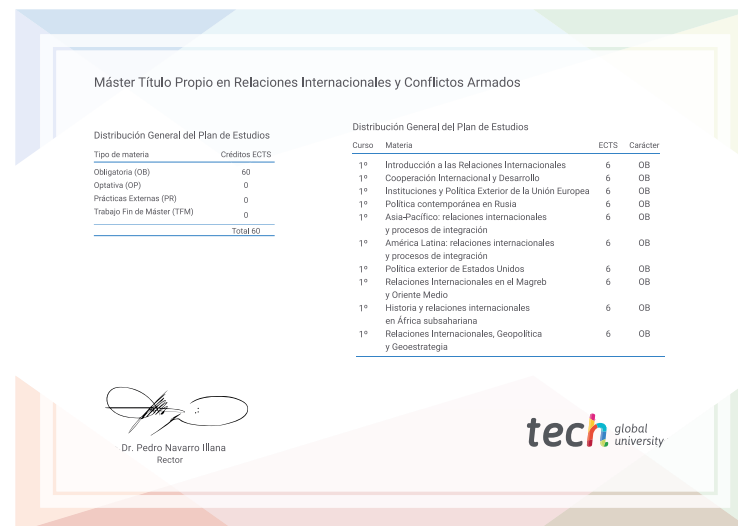 Máster Título Propio en Relaciones Internacionales y Conflictos Armados
Distribución General del Plan de Estudios
Tipo de materia Créditos ECTS
Obligatoria (OB) 60
Optativa (OP) 0
Prácticas Externas (PR) 0
Trabajo Fin de Máster (TFM) 0
Total 60
Distribución General del Plan de Estudios
Curso Materia ECTS Carácter
1º Introducción a las Relaciones Internacionales 6 OB
1º Cooperación Internacional y Desarrollo 6 OB
1º Instituciones y Política Exterior de la Unión Europea 6 OB
1º Política contemporánea en Rusia 6 OB
1º Asia-Pacífico: relaciones internacionales 6 OB
y procesos de integración
1º América Latina: relaciones internacionales 6 OB
y procesos de integración
1º Política exterior de Estados Unidos 6 OB
1º Relaciones Internacionales en el Magreb 6 OB
y Oriente Medio
1º Historia y relaciones internacionales 6 OB
en África subsahariana
1º Relaciones Internacionales, Geopolítica 6 OB
y Geoestrategia
Dr. Pedro Navarro Illana
Rector
tech global
university